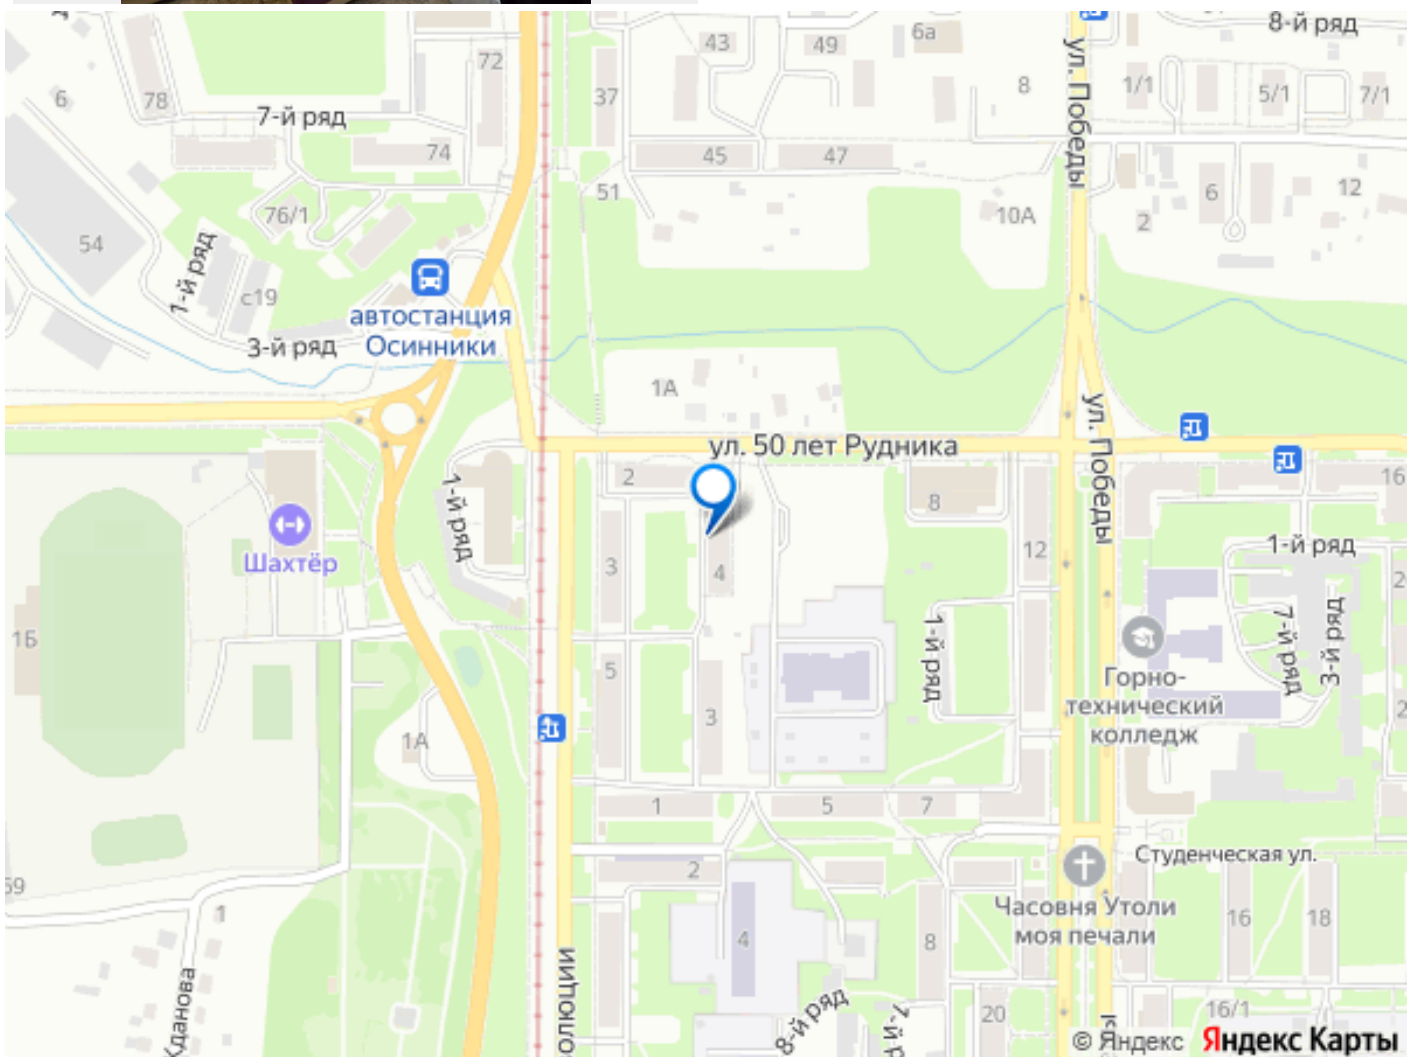 8-й ряд
43
49
6а
ул. Победы
72
6
78
37
8
1/1
5/1
7/1
7-й ряд
74
45
47
51
6
12
76/1
10А
2
54
1-й ряд
с19
автостанция
Осинники
3-й ряд
1А
ул. Победы
ул. 50 лет Рудника
2
16
8
1-й ряд
Шахтёр
3
4
12
1-й ряд
1Б
5
1-й ряд
7-й ряд
3-й ряд
Горно-
технический
колледж
3
1А
1
5
7
2
Студенческая ул.
Часовня Утоли
моя печали
1
4
8
16
18
8-й ряд
20
16/1
© Яндекс Яндекс Карты